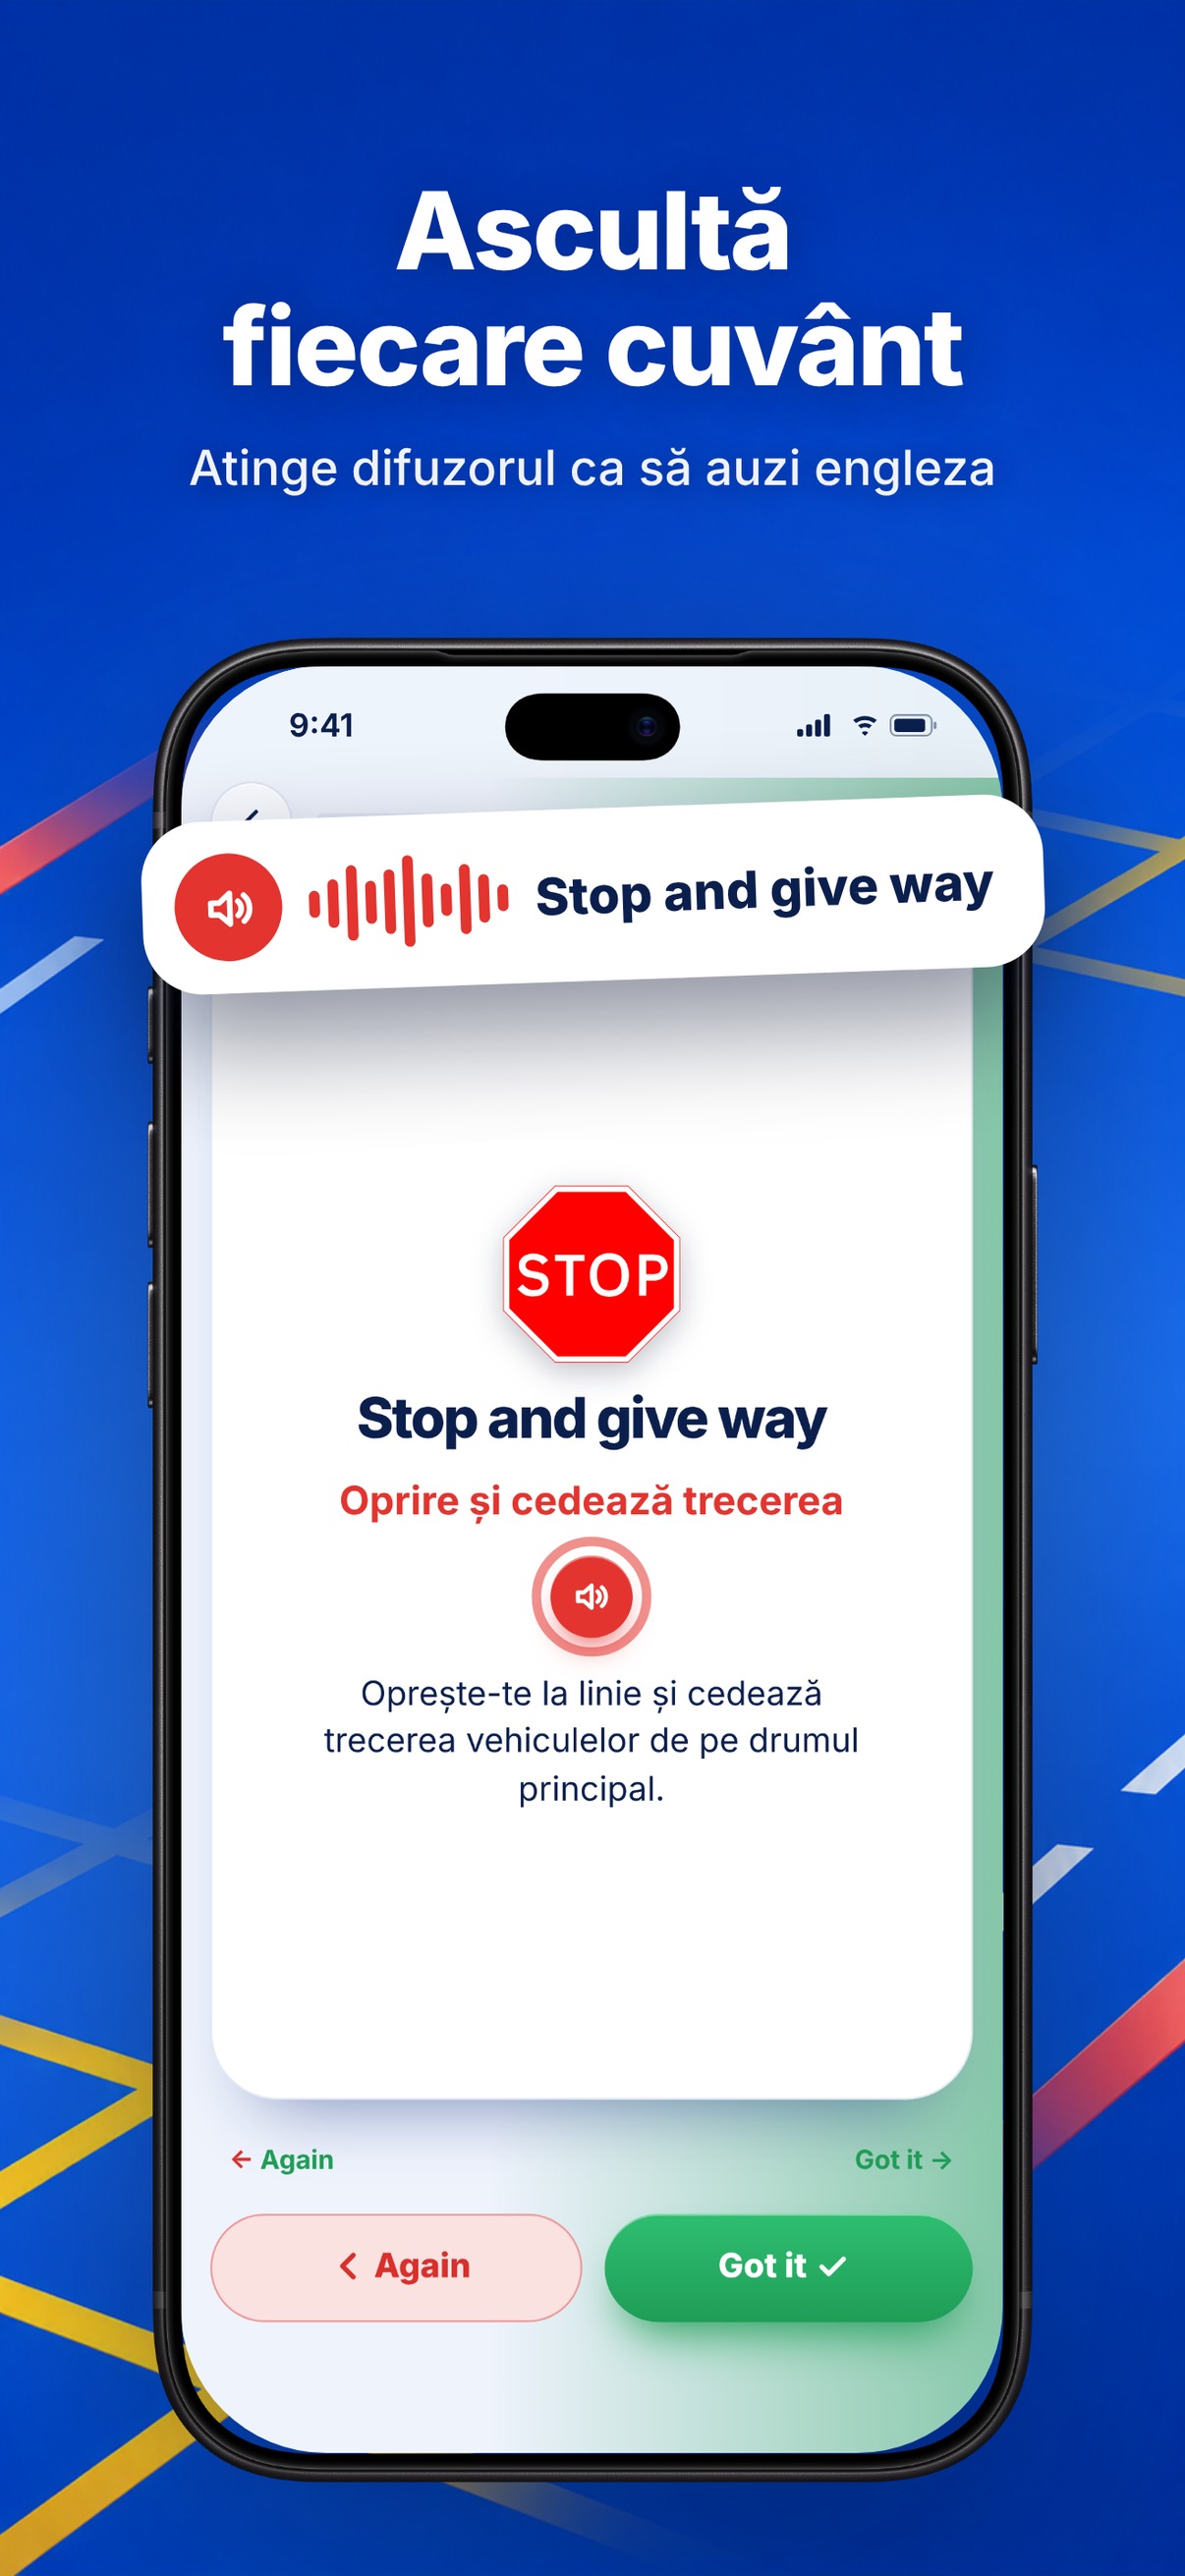 Ascultă
fiecare cuvânt
Atinge difuzorul ca să auzi engleza
9:41
Stop and give way
STOP
Stop and give way
Oprire și cedează trecerea
Oprește-te la linie și cedează
trecerea vehiculelor de pe drumul
principal.
← Again
Got it →
Again
Got it